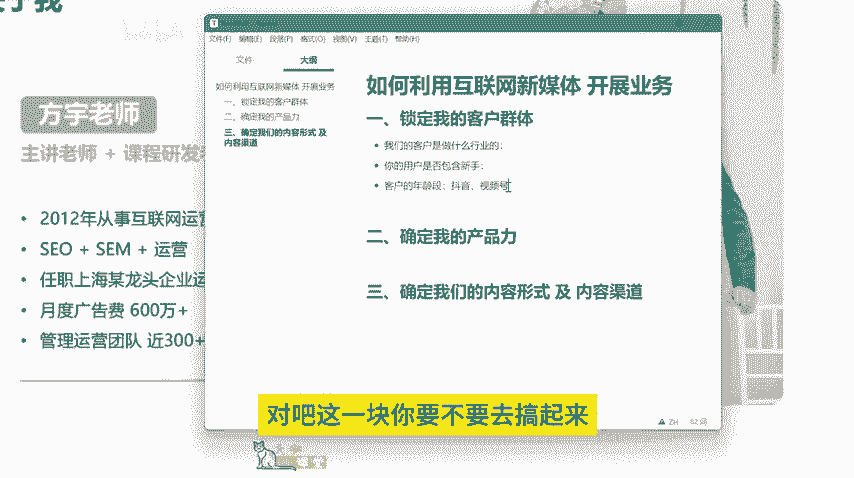 于我
方宇老师
主讲老师 + 课程研发
• 2012年从事互联网运营
• SEO + SEM + 运营
• 任职上海某龙头企业运
• 月度广告费 600万+
• 管理运营团队 近300+
文件(F) 编辑(E) 段落(P) 格式(O) 视图(V) 主题(T) 帮助(H)
文件 大纲
如何利用互联网新媒体 开展业务
一、锁定我的客户群体
二、确定我的产品力
三、确定我们的内容形式 及
内容渠道
如何利用互联网新媒体 开展业务
一、锁定我的客户群体
• 我们的客户是做什么行业的：
• 你的用户是否包含新手：
• 客户的年龄段：抖音、视频号
二、确定我的产品力
三、确定我们的内容形式 及 内容渠道
ZH
对吧这一块你要不要去搞起来